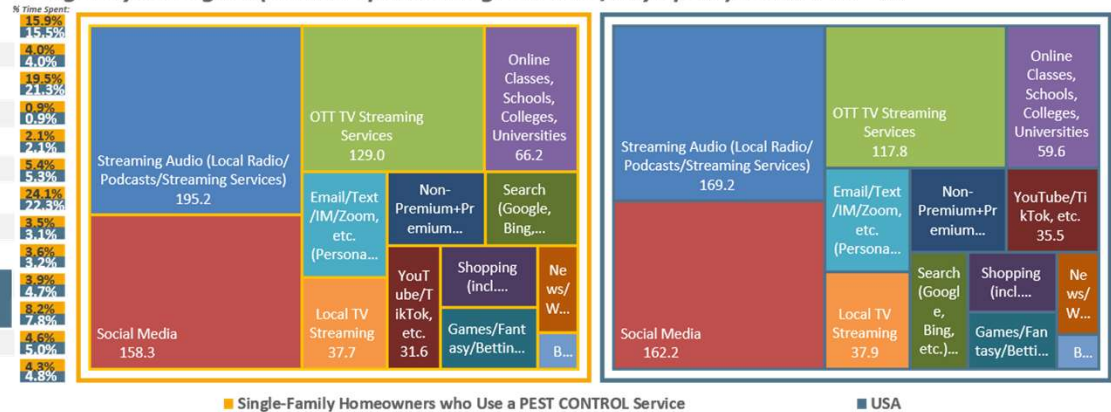 % Time Spent:
15.9%
15.5%
4.0%
4.0%
19.5%
21.3%
0.9%
0.9%
2.1%
2.1%
5.4%
5.3%
24.1%
22.3%
3.5%
3.1%
3.6%
3.2%
3.9%
4.7%
8.2%
7.8%
4.6%
5.0%
4.3%
4.8%
Streaming Audio (Local Radio/
Podcasts/Streaming Services)
195.2
Social Media
158.3
OTT TV Streaming
Services
129.0
Online
Classes,
Schools,
Colleges,
Universities
66.2
Email/Text
/IM/Zoom,
etc.
(Persona...
Non-
Premium+Pr
emium...
Search
(Google,
Bing,...
Local TV
Streaming
37.7
YouT
ube/T
ikTok,
etc.
31.6
Shopping
(incl....
Games/Fant
asy/Bettin...
Ne
ws/
W...
B...
Streaming Audio (Local Radio/
Podcasts/Streaming Services)
169.2
Social Media
162.2
OTT TV Streaming
Services
117.8
Online
Classes,
Schools,
Colleges,
Universities
59.6
Email/Text
/IM/Zoom,
etc.
(Persona...
Non-
Premium+Pr
emium...
YouTube/Ti
kTok, etc.
35.5
Local TV
Streaming
37.9
Search
(Googl
e,
Bing,
etc.)...
Shopping
(incl....
Games/Fan
tasy/Betti...
Ne
ws/
W...
B...
Single-Family Homeowners who Use a PEST CONTROL Service
USA